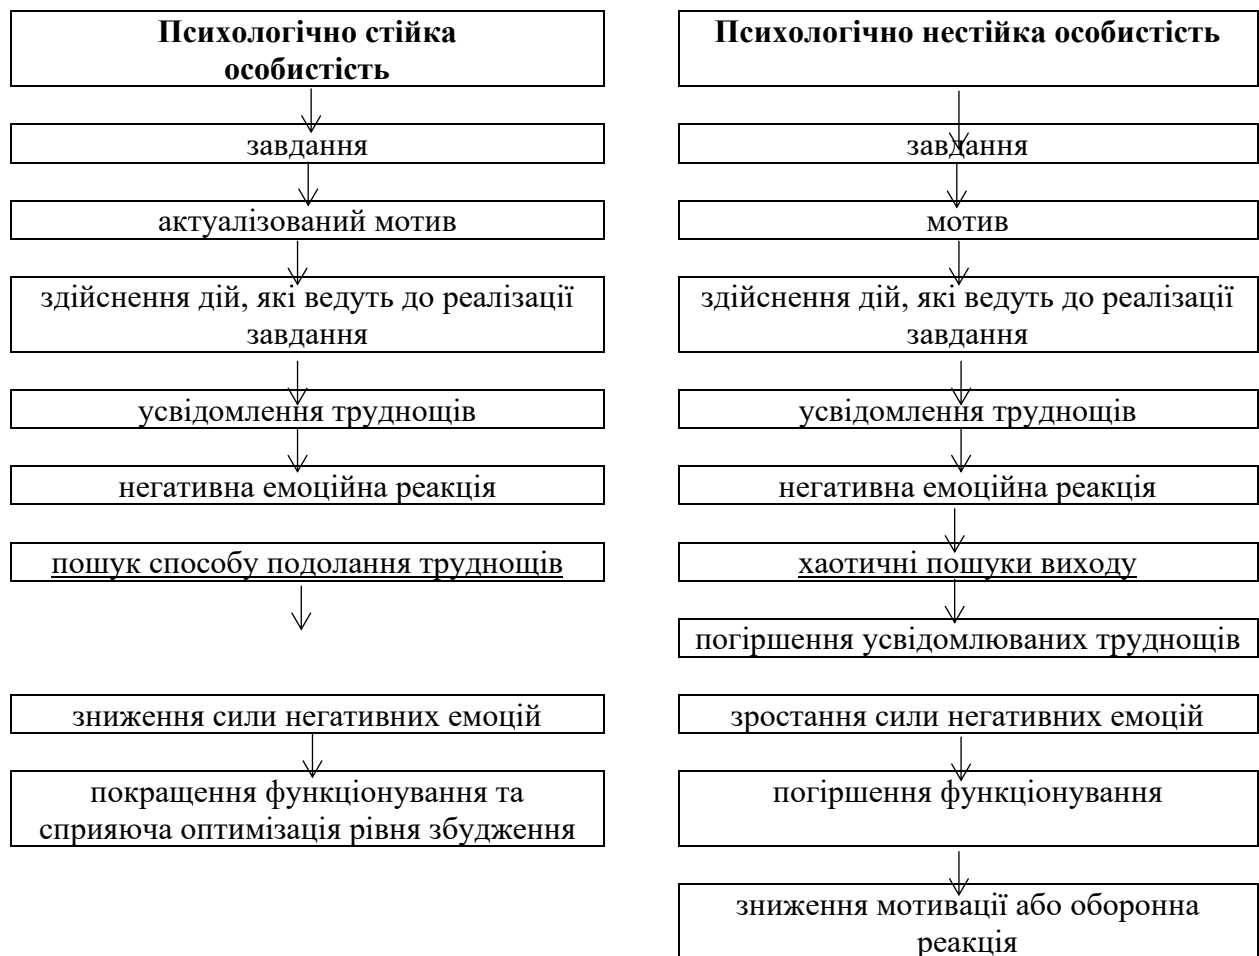 Психологічно стійка
особистість
завдання
актуалізований мотив
здійснення дій, які ведуть до реалізації
завдання
усвідомлення труднощів
негативна емоційна реакція
пошук способу подолання труднощів
зниження сили негативних емоцій
покращення функціонування та
сприяюча оптимізація рівня збудження
Психологічно нестійка особистість
завдання
мотив
здійснення дій, які ведуть до реалізації
завдання
усвідомлення труднощів
негативна емоційна реакція
хаотичні пошуки виходу
погіршення усвідомлюваних труднощів
зростання сили негативних емоцій
погіршення функціонування
зниження мотивації або оборонна
реакція